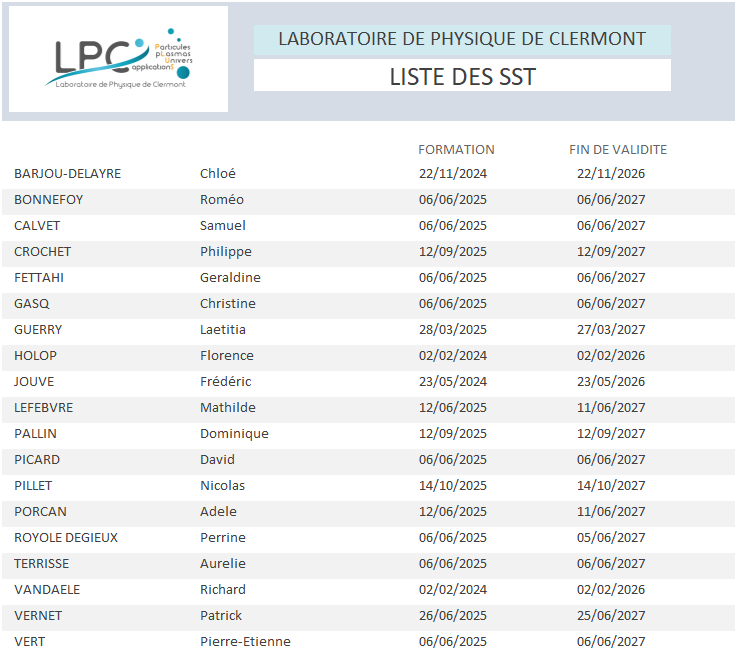 LPC
Particules
pLasmas
Univers
applicationS
Laboratoire de Physique de Clermont
LABORATOIRE DE PHYSIQUE DE CLERMONT
LISTE DES SST
FORMATION FIN DE VALIDITE
BARJOU-DELAYRE Chloé 22/11/2024 22/11/2026
BONNEFOY Roméo 06/06/2025 06/06/2027
CALVET Samuel 06/06/2025 06/06/2027
CROCHET Philippe 12/09/2025 12/09/2027
FETTAHI Geraldine 06/06/2025 06/06/2027
GASQ Christine 06/06/2025 06/06/2027
GUERRY Laetitia 28/03/2025 27/03/2027
HOLOP Florence 02/02/2024 02/02/2026
JOUVE Frédéric 23/05/2024 23/05/2026
LEFEBVRE Mathilde 12/06/2025 11/06/2027
PALLIN Dominique 12/09/2025 12/09/2027
PICARD David 06/06/2025 06/06/2027
PILLET Nicolas 14/10/2025 14/10/2027
PORCAN Adele 12/06/2025 11/06/2027
ROYOLE DEGIEUX Perrine 06/06/2025 05/06/2027
TERRISSE Aurelie 06/06/2025 06/06/2027
VANDAELE Richard 02/02/2024 02/02/2026
VERNET Patrick 26/06/2025 25/06/2027
VERT Pierre-Etienne 06/06/2025 06/06/2027